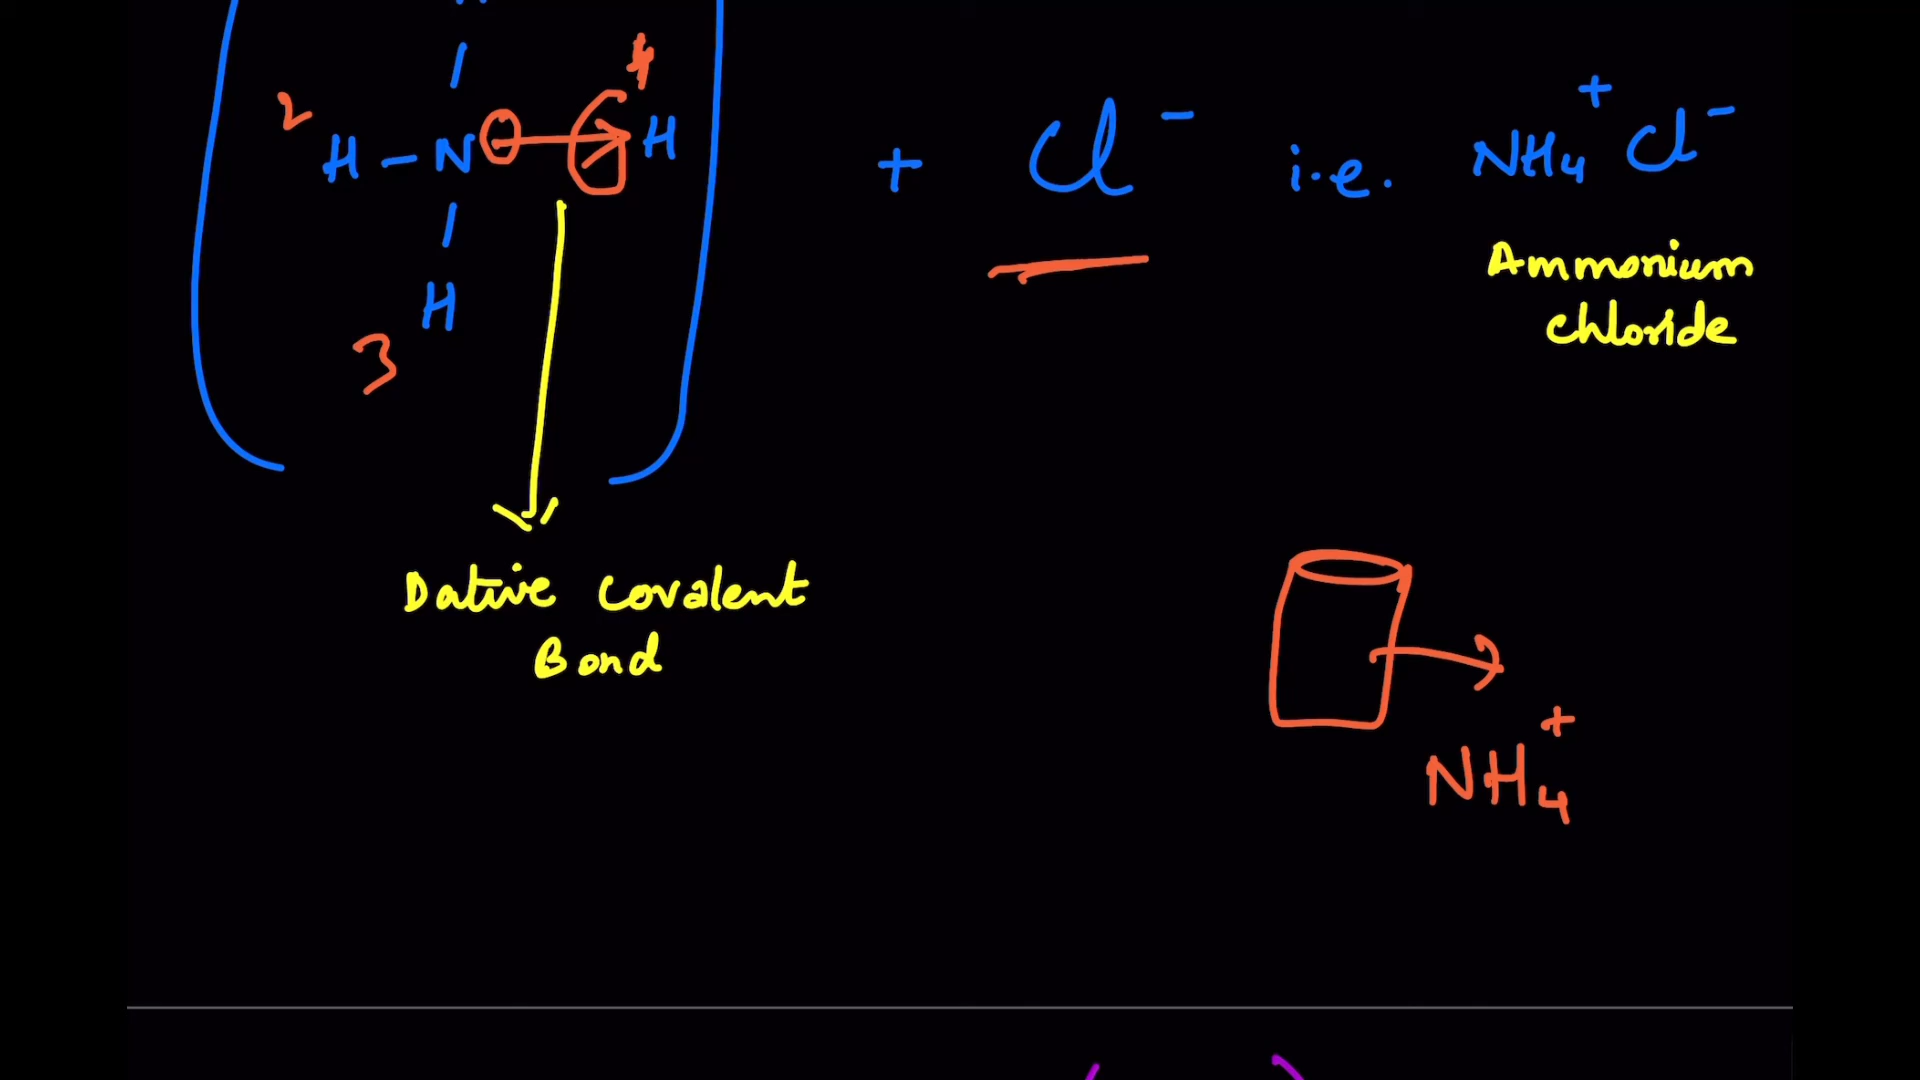 4
2
H – N → H + Cl⁻ i.e. NH₄⁺ Cl⁻
H
3
Ammonium
chloride
Dative Covalent
Bond
NH₄⁺